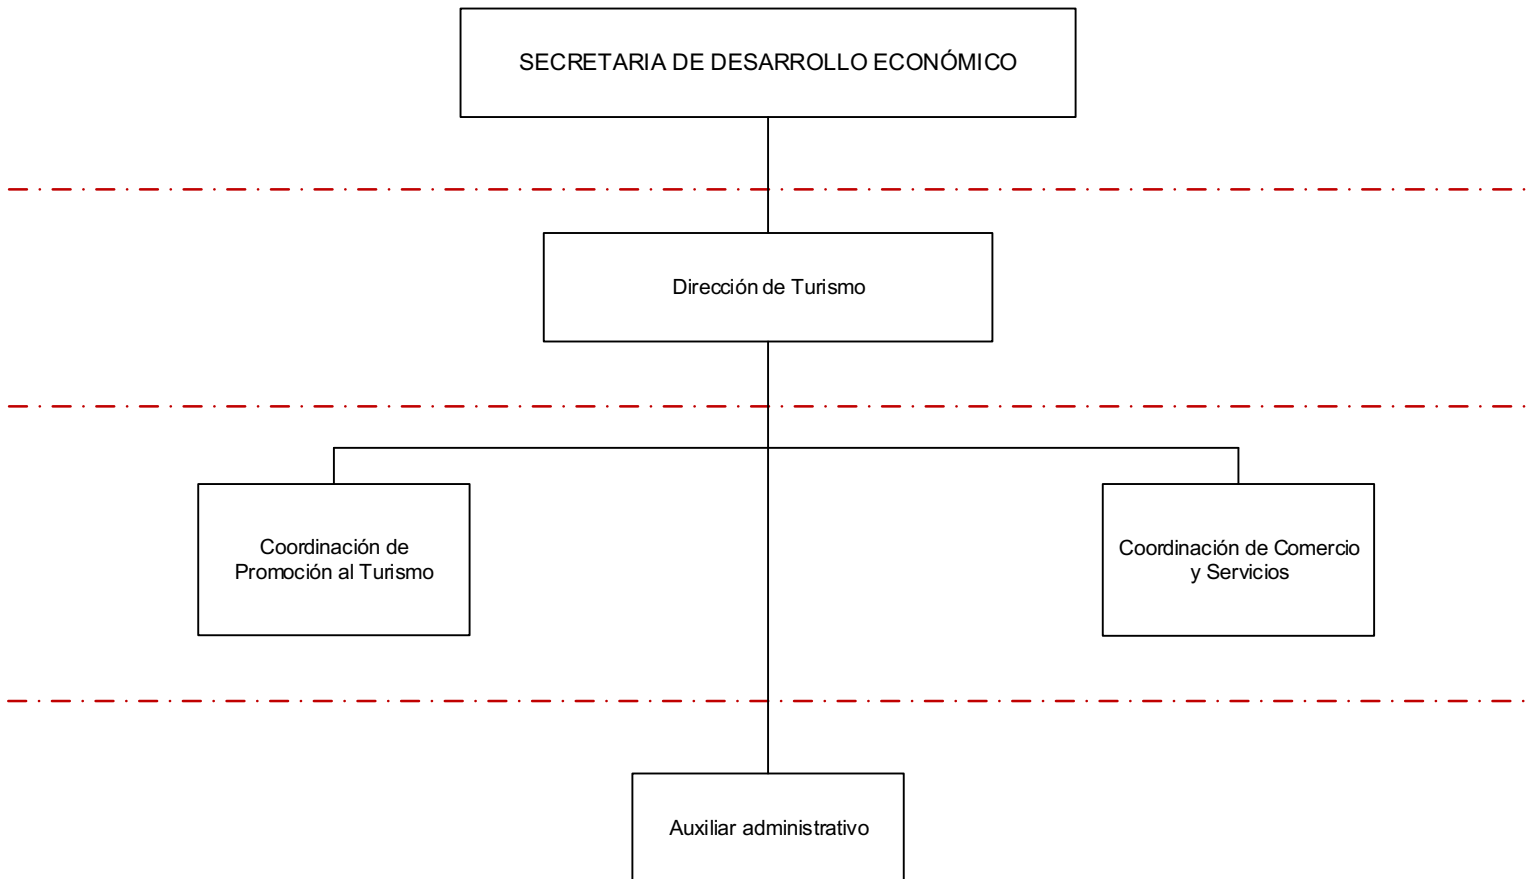 SECRETARIA DE DESARROLLO ECONÓMICO
Dirección de Turismo
Coordinación de
Promoción al Turismo
Coordinación de Comercio
y Servicios
Auxiliar administrativo